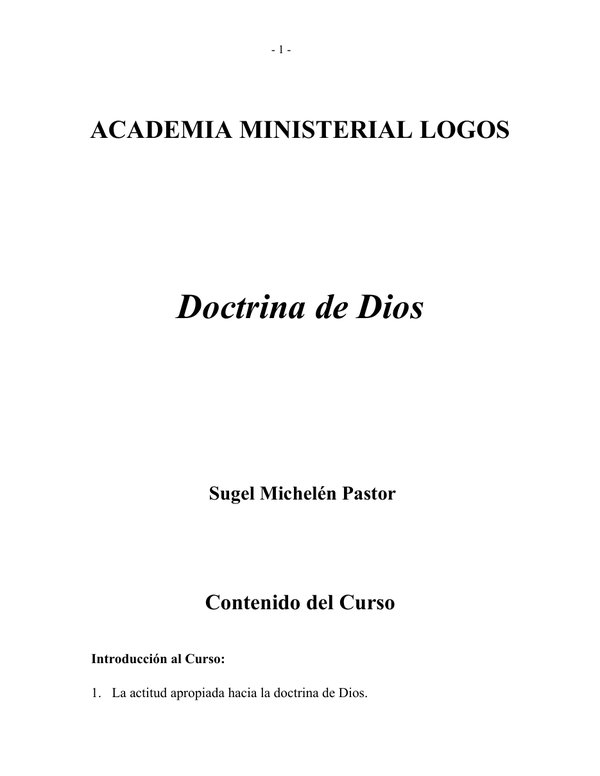 - 1 -
ACADEMIA MINISTERIAL LOGOS
Doctrina de Dios
Sugel Michelén Pastor
Contenido del Curso
Introducción al Curso:
1. La actitud apropiada hacia la doctrina de Dios.